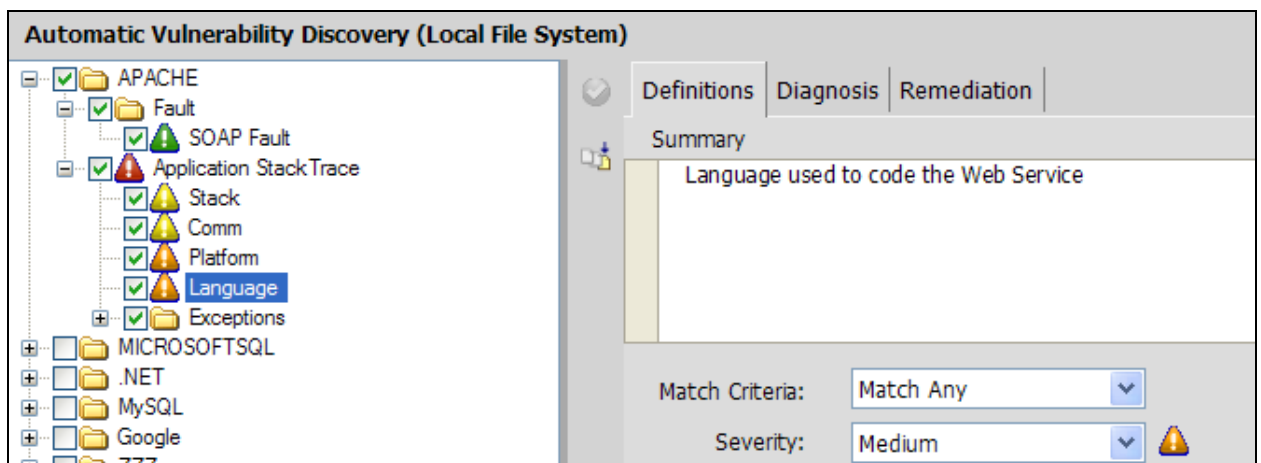 Automatic Vulnerability Discovery (Local File System)
APACHE
Fault
SOAP Fault
Application StackTrace
Stack
Comm
Platform
Language
Exceptions
MICROSOFTSQL
.NET
MySQL
Google
Definitions Diagnosis Remediation
Summary
Language used to code the Web Service
Match Criteria: Match Any
Severity: Medium